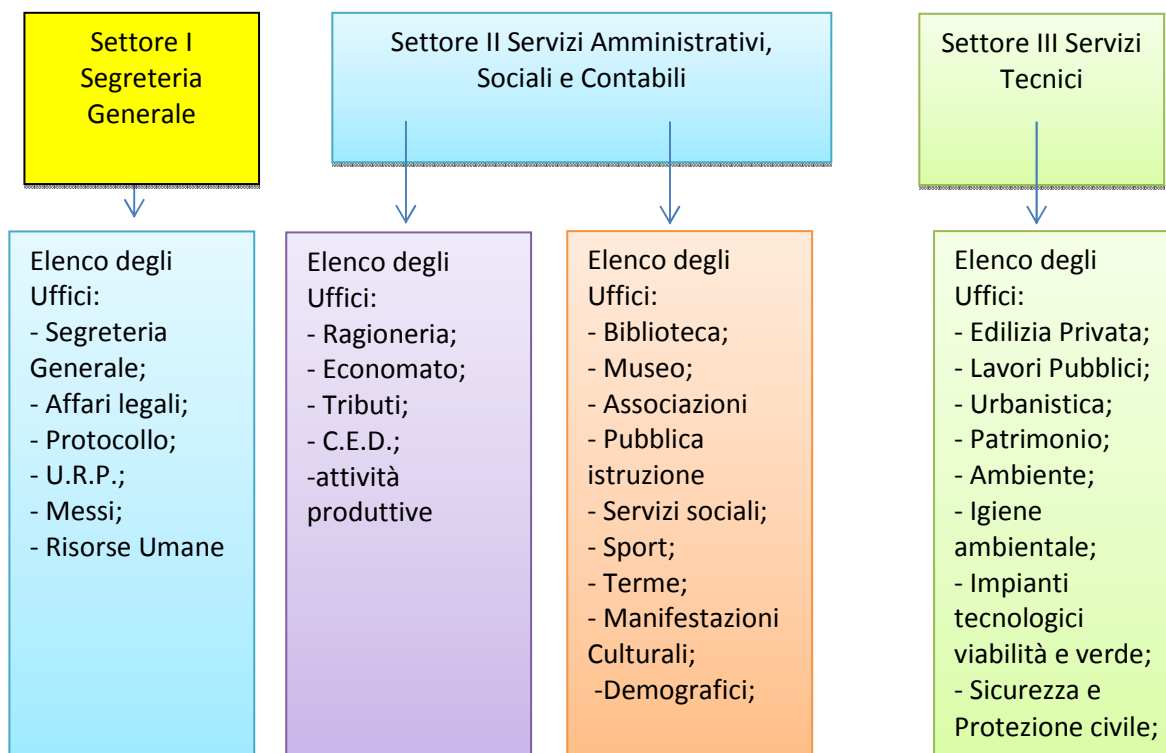 Settore I
Segreteria
Generale
Settore II Servizi Amministrativi,
Sociali e Contabili
Settore III Servizi
Tecnici
Elenco degli
Uffici:
- Segreteria
Generale;
- Affari legali;
- Protocollo;
- U.R.P.;
- Messi;
- Risorse Umane
Elenco degli
Uffici:
- Ragioneria;
- Economato;
- Tributi;
- C.E.D.;
-attività
produttive
Elenco degli
Uffici:
- Biblioteca;
- Museo;
- Associazioni
- Pubblica
istruzione
- Servizi sociali;
- Sport;
- Terme;
- Manifestazioni
Culturali;
-Demografici;
Elenco degli
Uffici:
- Edilizia Privata;
- Lavori Pubblici;
- Urbanistica;
- Patrimonio;
- Ambiente;
- Igiene
ambientale;
- Impianti
tecnologici
viabilità e verde;
- Sicurezza e
Protezione civile;